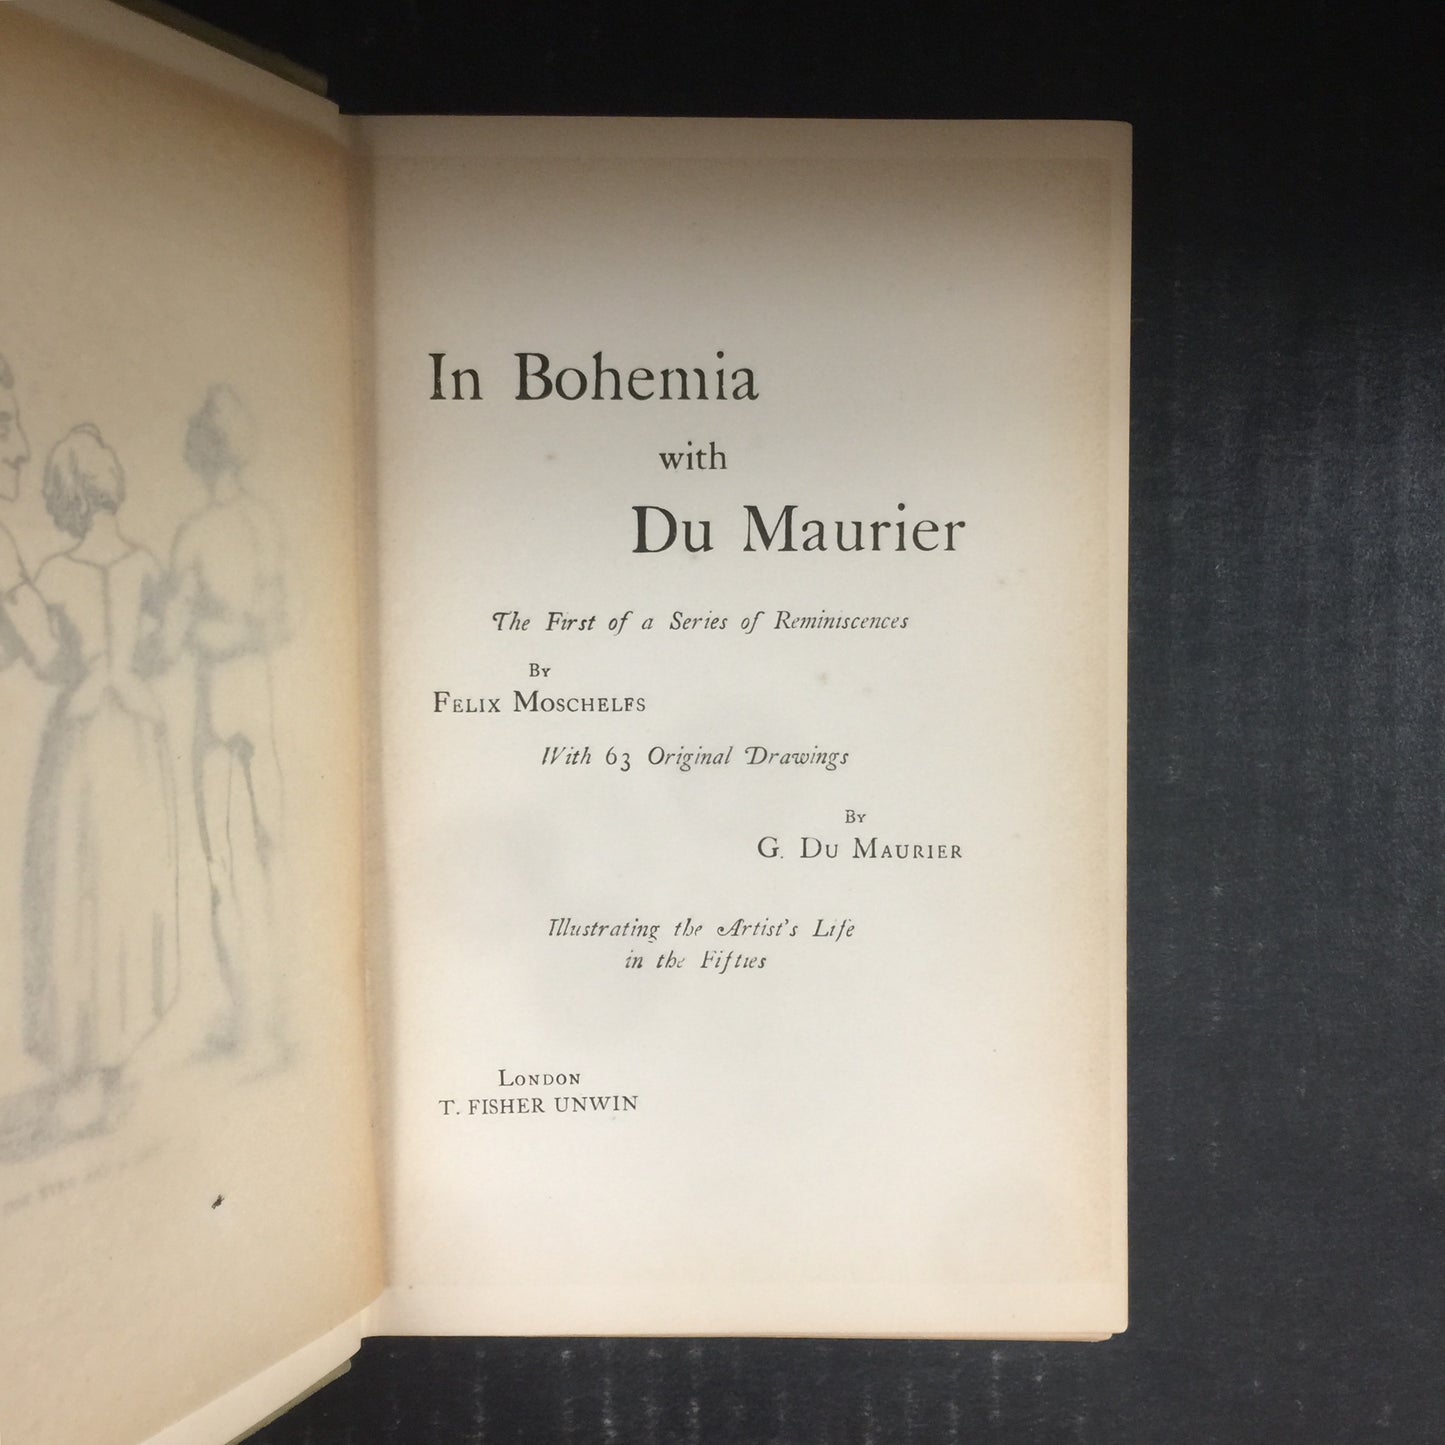 In Bohemia
with
Du Maurier
The First of a Series of Reminiscences
By
Felix Moscheles
With 63 Original Drawings
By
G. Du Maurier
Illustrating the Artist's Life
in the Fifties
London
T. FISHER UNWIN